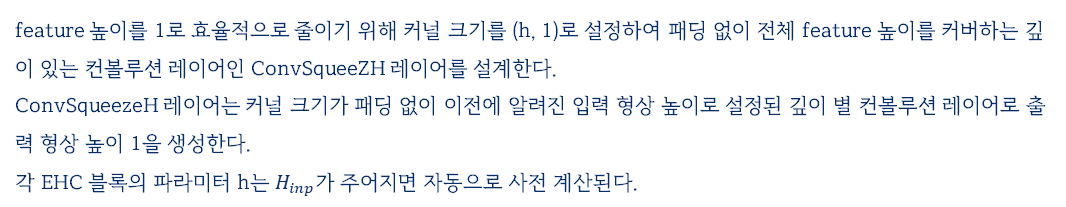 feature 높이를 1로 효율적으로 줄이기 위해 커널 크기를 (h, 1)로 설정하여 패딩 없이 전체 feature 높이를 커버하는 깊
이 있는 컨볼루션 레이어인 ConvSqueeZH 레이어를 설계한다.
ConvSqueezeH 레이어는 커널 크기가 패딩 없이 이전에 알려진 입력 형상 높이로 설정된 깊이 별 컨볼루션 레이어로 출
력 형상 높이 1을 생성한다.
각 EHC 블록의 파라미터 h는 H_{inp}가 주어지면 자동으로 사전 계산된다.